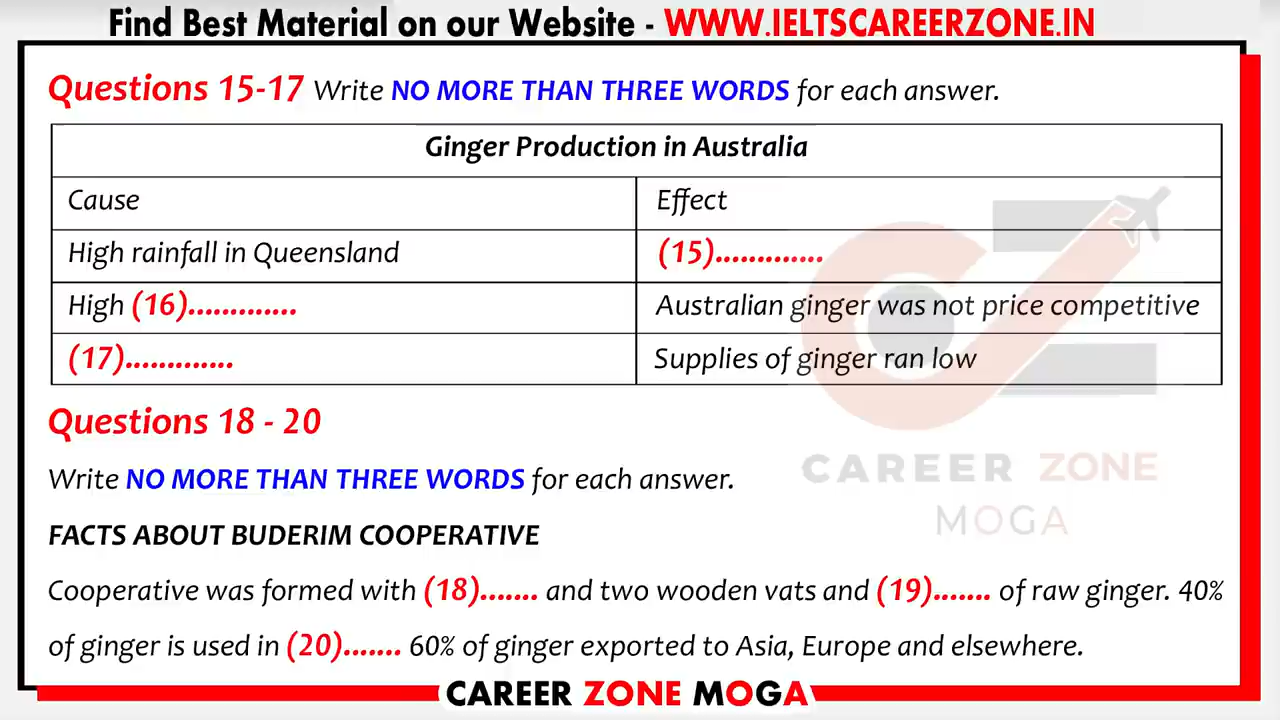 Find Best Material on our Website - WWW.IELTSCAREERZONE.IN
Questions 15-17 Write NO MORE THAN THREE WORDS for each answer.
Ginger Production in Australia
Cause Effect
High rainfall in Queensland (15).............
High (16)............. Australian ginger was not price competitive
(17)............. Supplies of ginger ran low
Questions 18 - 20
CAREER ZONE
Write NO MORE THAN THREE WORDS for each answer.
MOGA
FACTS ABOUT BUDERIM COOPERATIVE
Cooperative was formed with (18)....... and two wooden vats and (19)....... of raw ginger. 40%
of ginger is used in (20)....... 60% of ginger exported to Asia, Europe and elsewhere.
CAREER ZONE MOGA